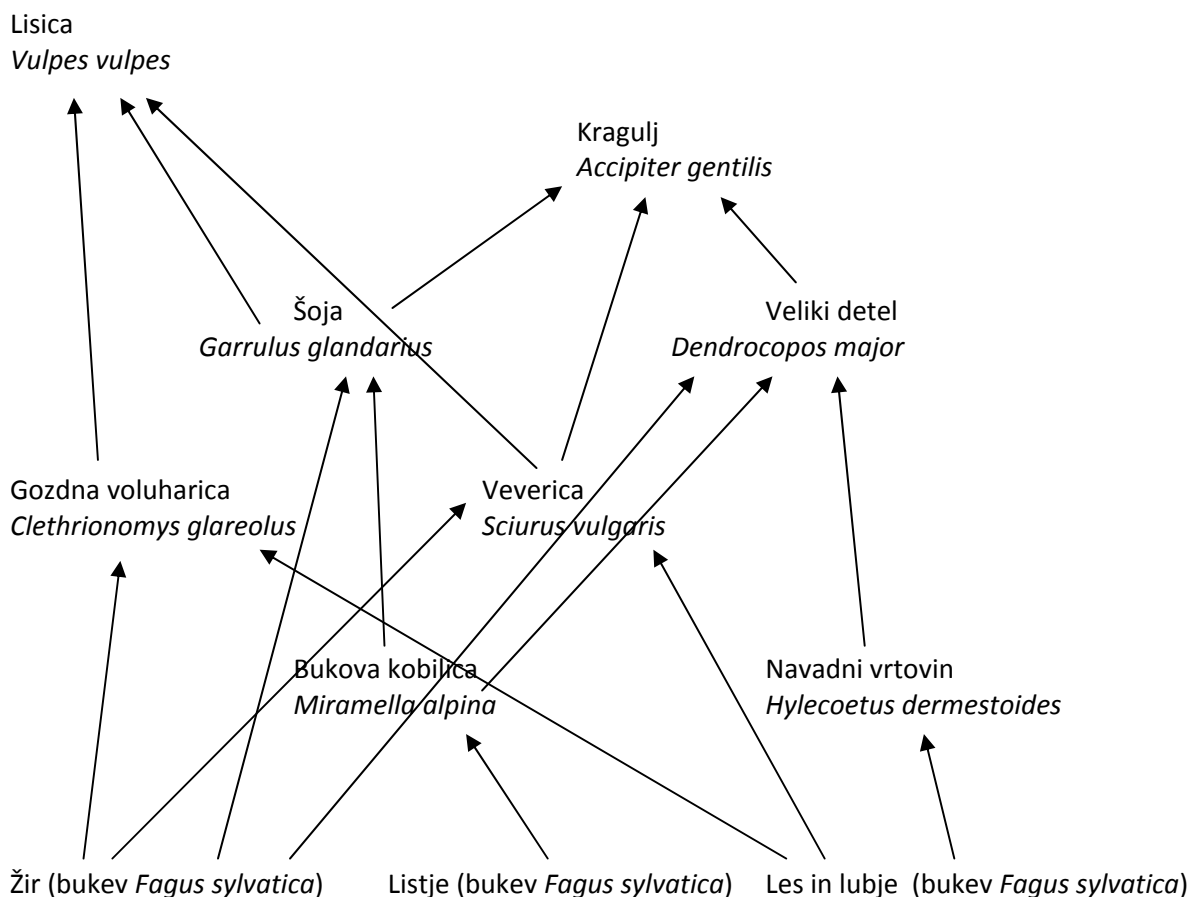 Lisica
Vulpes vulpes
Kragulj
Accipiter gentilis
Šoja
Garrulus glandarius
Veliki detel
Dendrocopos major
Gozdna voluharica
Clethrionomys glareolus
Veverica
Sciurus vulgaris
Bukova kobilica
Miramella alpina
Navadni vrtovin
Hylecoetus dermestoides
Žir (bukev Fagus sylvatica)
Listje (bukev Fagus sylvatica)
Les in lubje (bukev Fagus sylvatica)